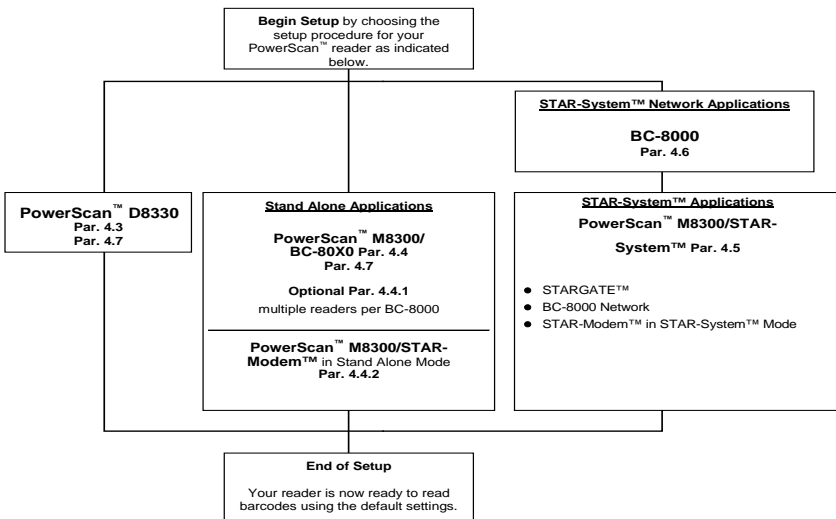 Begin Setup by choosing the
setup procedure for your
PowerScan™ reader as indicated
below.
STAR-System™ Network Applications
BC-8000
Par. 4.6
PowerScan™ D8330
Par. 4.3
Par. 4.7
Stand Alone Applications
PowerScan™ M8300/
BC-80X0 Par. 4.4
Par. 4.7
Optional Par. 4.4.1
multiple readers per BC-8000
PowerScan™ M8300/STAR-
Modem™ in Stand Alone Mode
Par. 4.4.2
STAR-System™ Applications
PowerScan™ M8300/STAR-
System™ Par. 4.5
● STARGATE™
● BC-8000 Network
● STAR-Modem™ in STAR-System™ Mode
End of Setup
Your reader is now ready to read
barcodes using the default settings.